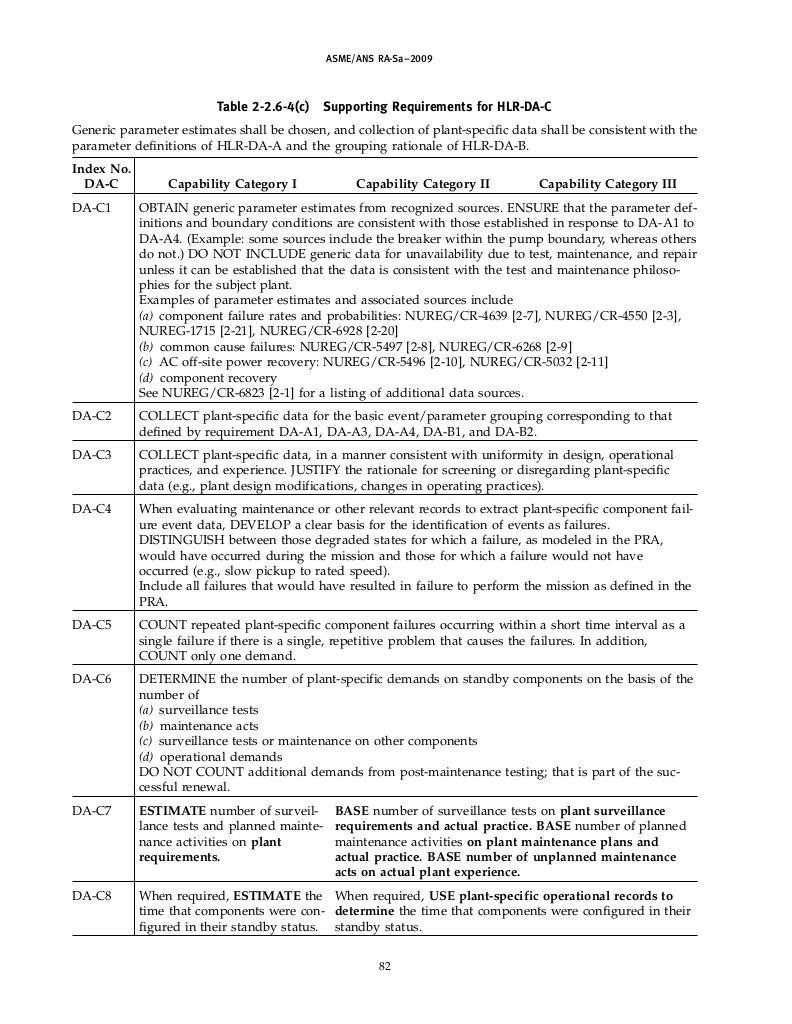 ASME/ANS RA-Sa–2009
Table 2-2.6-4(c) Supporting Requirements for HLR-DA-C
Generic parameter estimates shall be chosen, and collection of plant-specific data shall be consistent with the
parameter definitions of HLR-DA-A and the grouping rationale of HLR-DA-B.
Index No.
DA-C Capability Category I Capability Category II Capability Category III
DA-C1 OBTAIN generic parameter estimates from recognized sources. ENSURE that the parameter def-
initions and boundary conditions are consistent with those established in response to DA-A1 to
DA-A4. (Example: some sources include the breaker within the pump boundary, whereas others
do not.) DO NOT INCLUDE generic data for unavailability due to test, maintenance, and repair
unless it can be established that the data is consistent with the test and maintenance philoso-
phies for the subject plant.
Examples of parameter estimates and associated sources include
(a) component failure rates and probabilities: NUREG/CR-4639 [2-7], NUREG/CR-4550 [2-3],
NUREG-1715 [2-21], NUREG/CR-6928 [2-20]
(b) common cause failures: NUREG/CR-5497 [2-8], NUREG/CR-6268 [2-9]
(c) AC off-site power recovery: NUREG/CR-5496 [2-10], NUREG/CR-5032 [2-11]
(d) component recovery
See NUREG/CR-6823 [2-1] for a listing of additional data sources.
DA-C2 COLLECT plant-specific data for the basic event/parameter grouping corresponding to that
defined by requirement DA-A1, DA-A3, DA-A4, DA-B1, and DA-B2.
DA-C3 COLLECT plant-specific data, in a manner consistent with uniformity in design, operational
practices, and experience. JUSTIFY the rationale for screening or disregarding plant-specific
data (e.g., plant design modifications, changes in operating practices).
DA-C4 When evaluating maintenance or other relevant records to extract plant-specific component fail-
ure event data, DEVELOP a clear basis for the identification of events as failures.
DISTINGUISH between those degraded states for which a failure, as modeled in the PRA,
would have occurred during the mission and those for which a failure would not have
occurred (e.g., slow pickup to rated speed).
Include all failures that would have resulted in failure to perform the mission as defined in the
PRA.
DA-C5 COUNT repeated plant-specific component failures occurring within a short time interval as a
single failure if there is a single, repetitive problem that causes the failures. In addition,
COUNT only one demand.
DA-C6 DETERMINE the number of plant-specific demands on standby components on the basis of the
number of
(a) surveillance tests
(b) maintenance acts
(c) surveillance tests or maintenance on other components
(d) operational demands
DO NOT COUNT additional demands from post-maintenance testing; that is part of the suc-
cessful renewal.
DA-C7 ESTIMATE number of surveil-
lance tests and planned mainte-
nance activities on plant
requirements.
BASE number of surveillance tests on plant surveillance
requirements and actual practice. BASE number of planned
maintenance activities on plant maintenance plans and
actual practice. BASE number of unplanned maintenance
acts on actual plant experience.
DA-C8 When required, ESTIMATE the
time that components were con-
figured in their standby status.
When required, USE plant-specific operational records to
determine the time that components were configured in their
standby status.
82